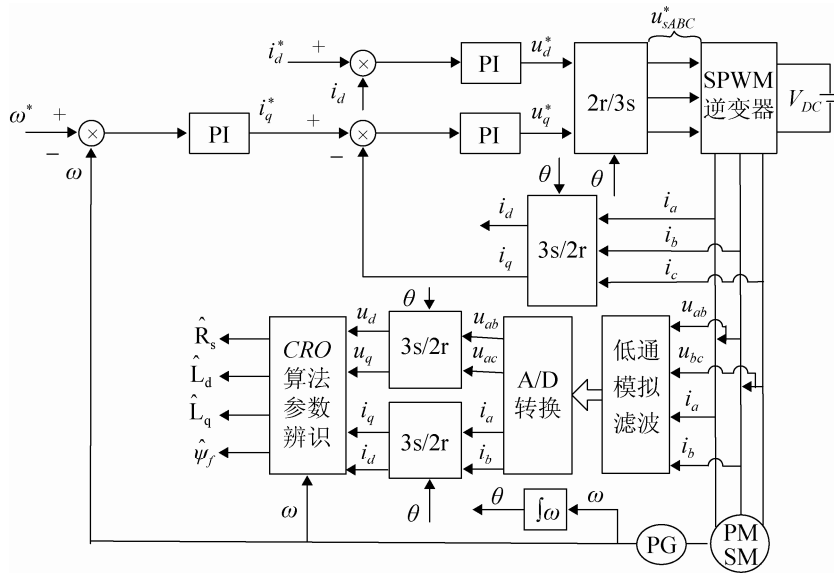 i_d^* + PI u_d^* 2r/3s u_{sABC}^* SPWM 逆变器 V_{DC}
i_d
ω^* + PI i_q^* + PI u_q^*
− −
ω θ θ
i_d 3s/2r i_a
i_q i_b
i_c
θ
R̂_s CRO 算法 参数 辨识 u_d 3s/2r u_{ab} A/D 转换 低通 模拟 滤波 u_{ab}
L̂_d u_q u_{ac} u_{bc}
L̂_q i_q 3s/2r i_a i_a
ψ̂_f i_d i_b i_b
ω θ θ ∫ω ω
PG PM SM